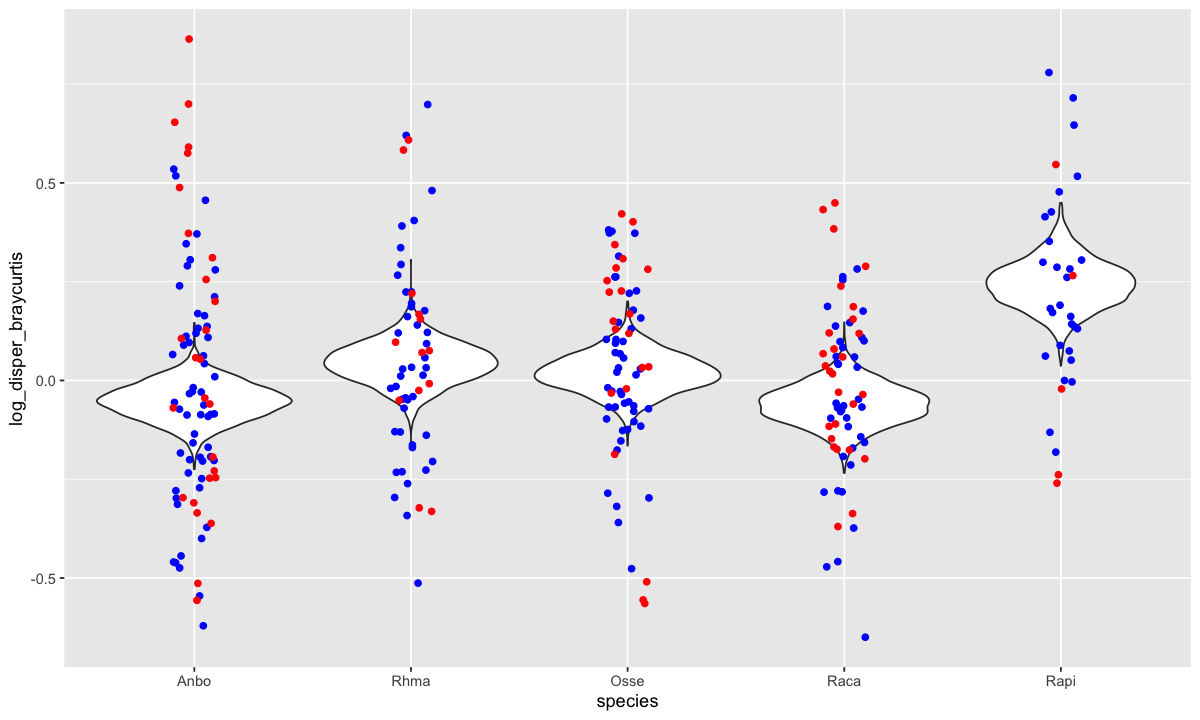 log_disper_braycurtis
0.5
0.0
-0.5
Anbo Rhma Osse Raca Rapi
species